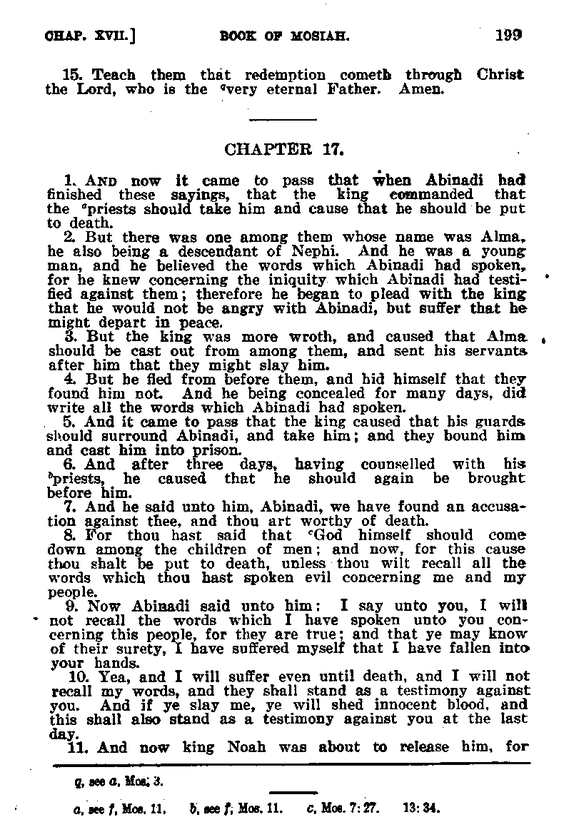 CHAP. XVII.] BOOK OF MOSIAH. 199
15. Teach them that redemption cometh through Christ
the Lord, who is the qvery eternal Father. Amen.
CHAPTER 17.
1. AND now it came to pass that when Abinadi had
finished these sayings, that the king commanded that
the apriests should take him and cause that he should be put
to death.
2. But there was one among them whose name was Alma,
he also being a descendant of Nephi. And he was a young
man, and he believed the words which Abinadi had spoken,
for he knew concerning the iniquity which Abinadi had testi-
fied against them; therefore he began to plead with the king
that he would not be angry with Abinadi, but suffer that he
might depart in peace.
3. But the king was more wroth, and caused that Alma
should be cast out from among them, and sent his servants
after him that they might slay him.
4. But he fled from before them, and hid himself that they
found him not. And he being concealed for many days, did
write all the words which Abinadi had spoken.
5. And it came to pass that the king caused that his guards
should surround Abinadi, and take him; and they bound him
and cast him into prison.
6. And after three days, having counselled with his
bpriests, he caused that he should again be brought
before him.
7. And he said unto him, Abinadi, we have found an accusa-
tion against thee, and thou art worthy of death.
8. For thou hast said that cGod himself should come
down among the children of men; and now, for this cause
thou shalt be put to death, unless thou wilt recall all the
words which thou hast spoken evil concerning me and my
people.
9. Now Abinadi said unto him: I say unto you, I will
not recall the words which I have spoken unto you con-
cerning this people, for they are true; and that ye may know
of their surety, I have suffered myself that I have fallen into
your hands.
10. Yea, and I will suffer even until death, and I will not
recall my words, and they shall stand as a testimony against
you. And if ye slay me, ye will shed innocent blood, and
this shall also stand as a testimony against you at the last
day.
11. And now king Noah was about to release him, for
q, see a, Mos. 3.
a, see f, Mos. 11. b, see f, Mos. 11. c, Mos. 7:27. 13:34.